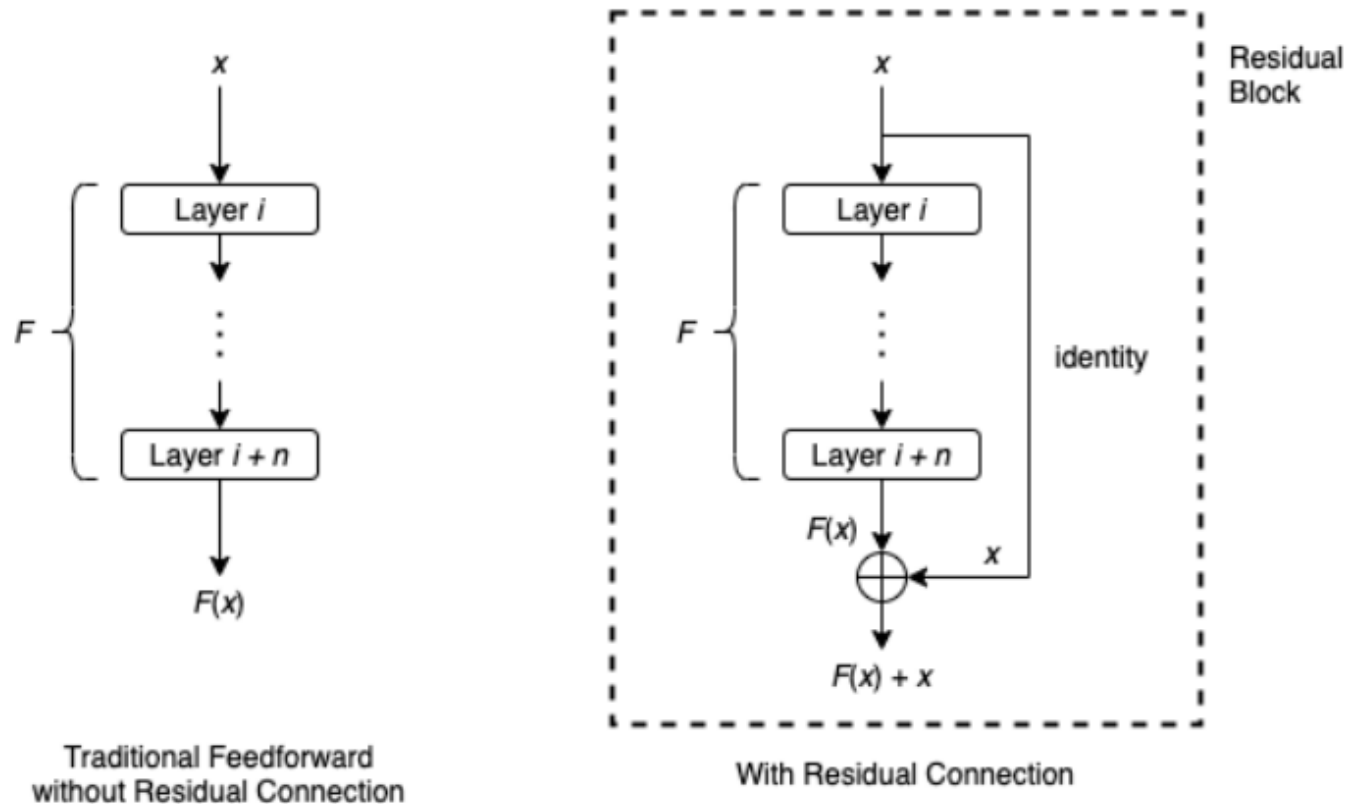 x
Layer i
F
Layer i + n
F(x)
Traditional Feedforward
without Residual Connection
x
Residual
Block
Layer i
F
identity
Layer i + n
F(x)
x
F(x) + x
With Residual Connection